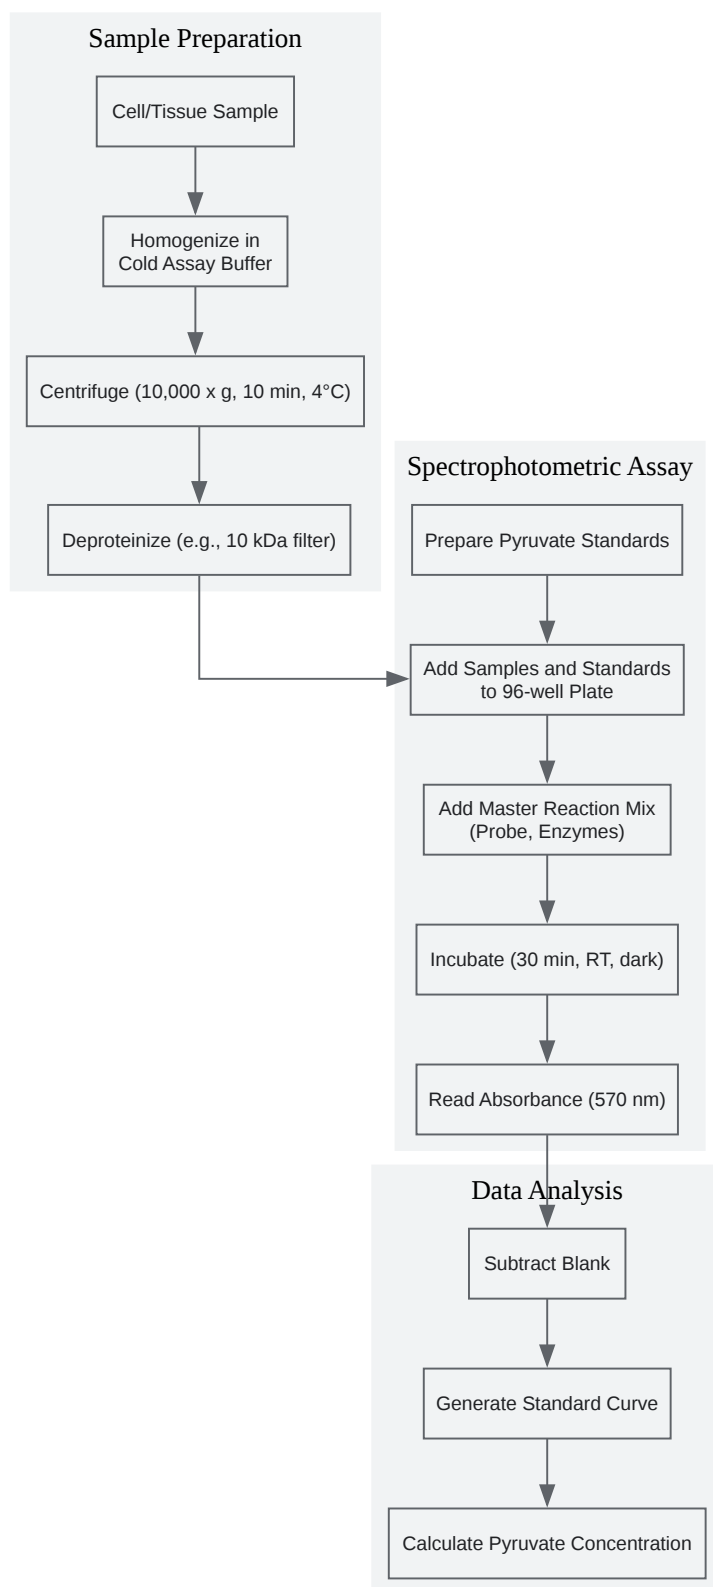 Sample Preparation
Cell/Tissue Sample
Homogenize in
Cold Assay Buffer
Centrifuge (10,000 x g, 10 min, 4°C)
Deproteinize (e.g., 10 kDa filter)
Spectrophotometric Assay
Prepare Pyruvate Standards
Add Samples and Standards
to 96-well Plate
Add Master Reaction Mix
(Probe, Enzymes)
Incubate (30 min, RT, dark)
Read Absorbance (570 nm)
Data Analysis
Subtract Blank
Generate Standard Curve
Calculate Pyruvate Concentration